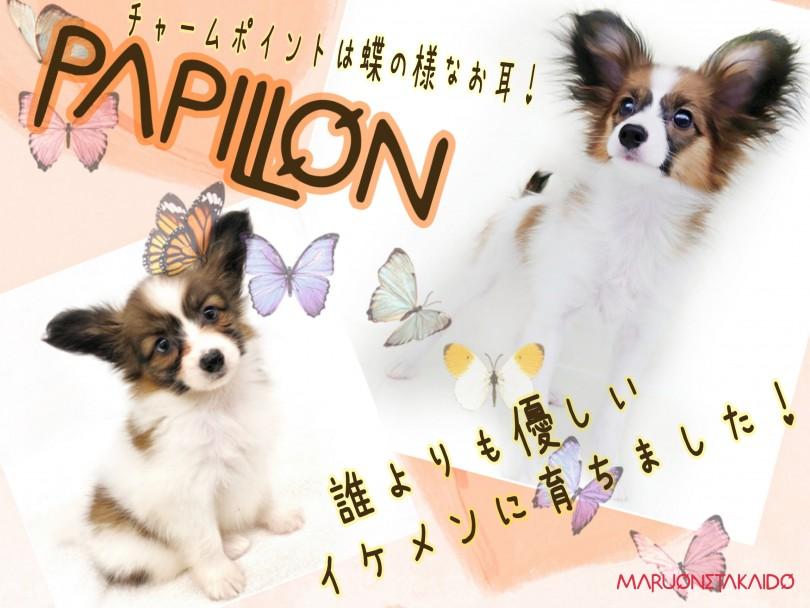 チャームポイントは蝶の様なお耳！
PAPILLON
誰よりも優しい
イケメンに育ちました！
MARUONETAKAIDO